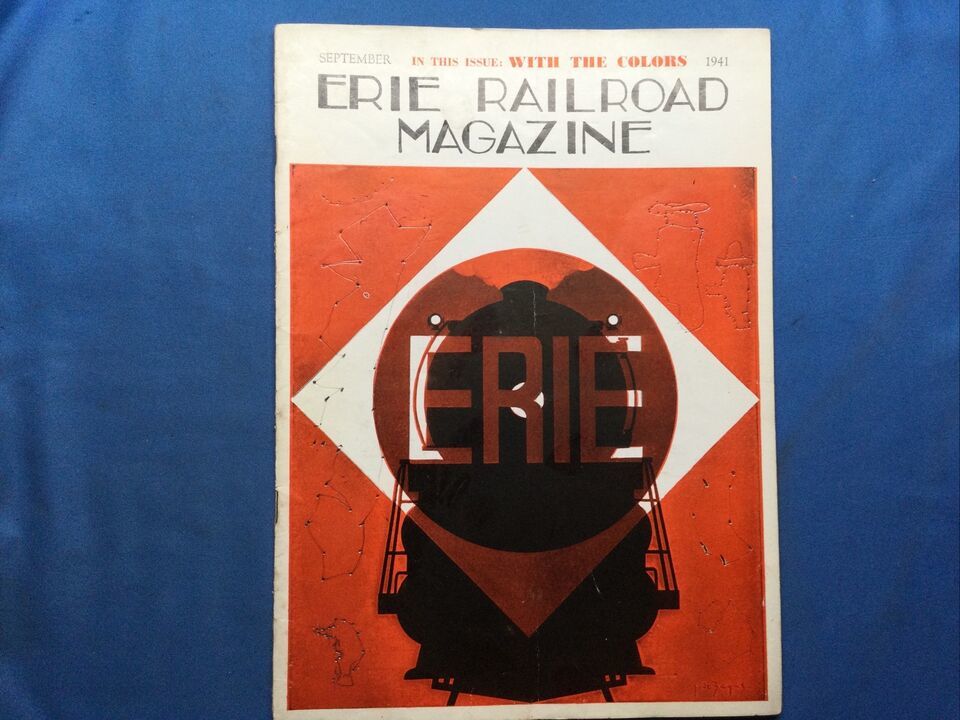 SEPTEMBER IN THIS ISSUE: WITH THE COLORS 1941
ERIE RAILROAD
MAGAZINE
ERIE